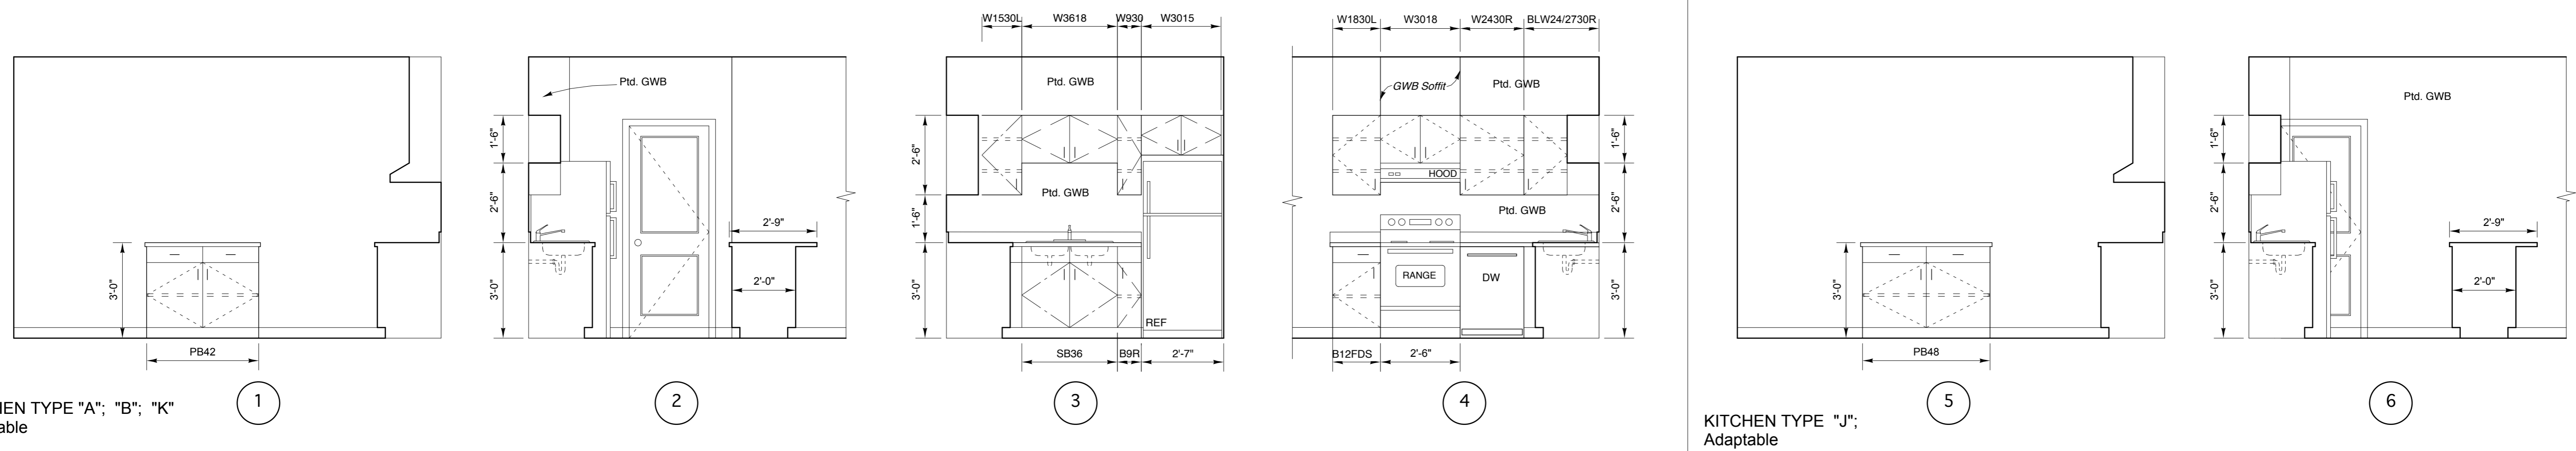 3'-0"
PB42
1
HEN TYPE "A"; "B"; "K"
able
Ptd. GWB
1'-6"
2'-6"
3'-0"
2'-9"
2'-0"
2
W1530L W3618 W930 W3015
Ptd. GWB
2'-6"
1'-6"
3'-0"
Ptd. GWB
REF
SB36 B9R 2'-7"
3
W1830L W3018 W2430R BLW24/2730R
GWB Soffit
Ptd. GWB
HOOD
Ptd. GWB
RANGE
DW
1'-6"
2'-6"
3'-0"
B12FDS 2'-6"
4
3'-0"
PB48
5
KITCHEN TYPE "J";
Adaptable
Ptd. GWB
1'-6"
2'-6"
3'-0"
2'-9"
2'-0"
6